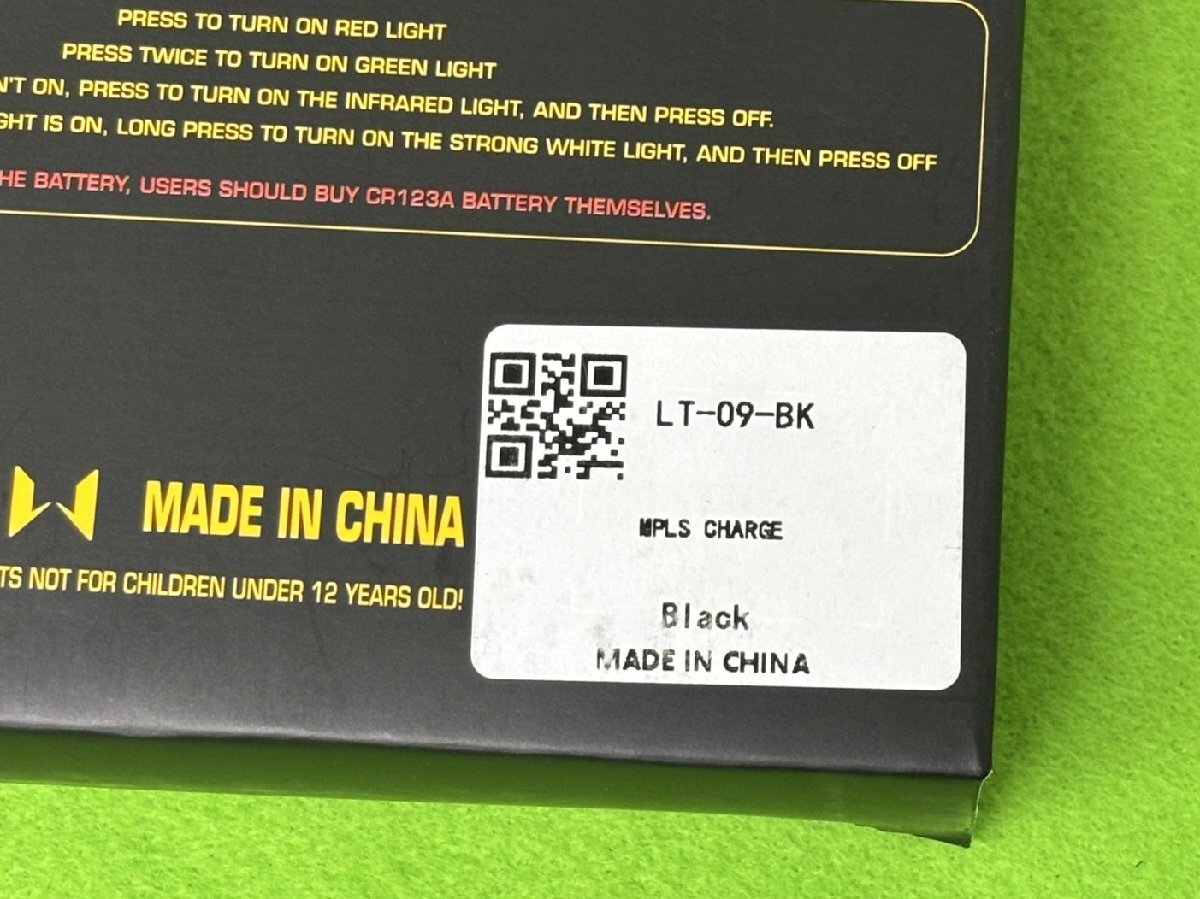 PRESS TO TURN ON RED LIGHT
PRESS TWICE TO TURN ON GREEN LIGHT
N'T ON, PRESS TO TURN ON THE INFRARED LIGHT, AND THEN PRESS OFF.
GHT IS ON, LONG PRESS TO TURN ON THE STRONG WHITE LIGHT, AND THEN PRESS OFF
HE BATTERY, USERS SHOULD BUY CR123A BATTERY THEMSELVES.
LT-09-BK
MPLS CHARGE
Black
MADE IN CHINA
MADE IN CHINA
TS NOT FOR CHILDREN UNDER 12 YEARS OLD!